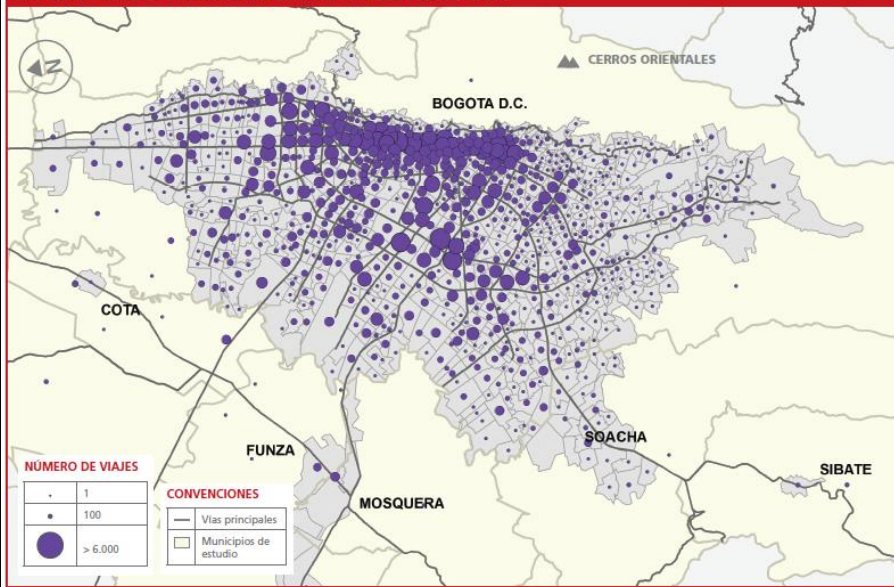 N
CERROS ORIENTALES
BOGOTA D.C.
COTA
FUNZA
SOACHA
SIBATE
MOSQUERA
NÚMERO DE VIAJES
1
100
> 6.000
CONVENCIONES
Vías principales
Municipios de
estudio